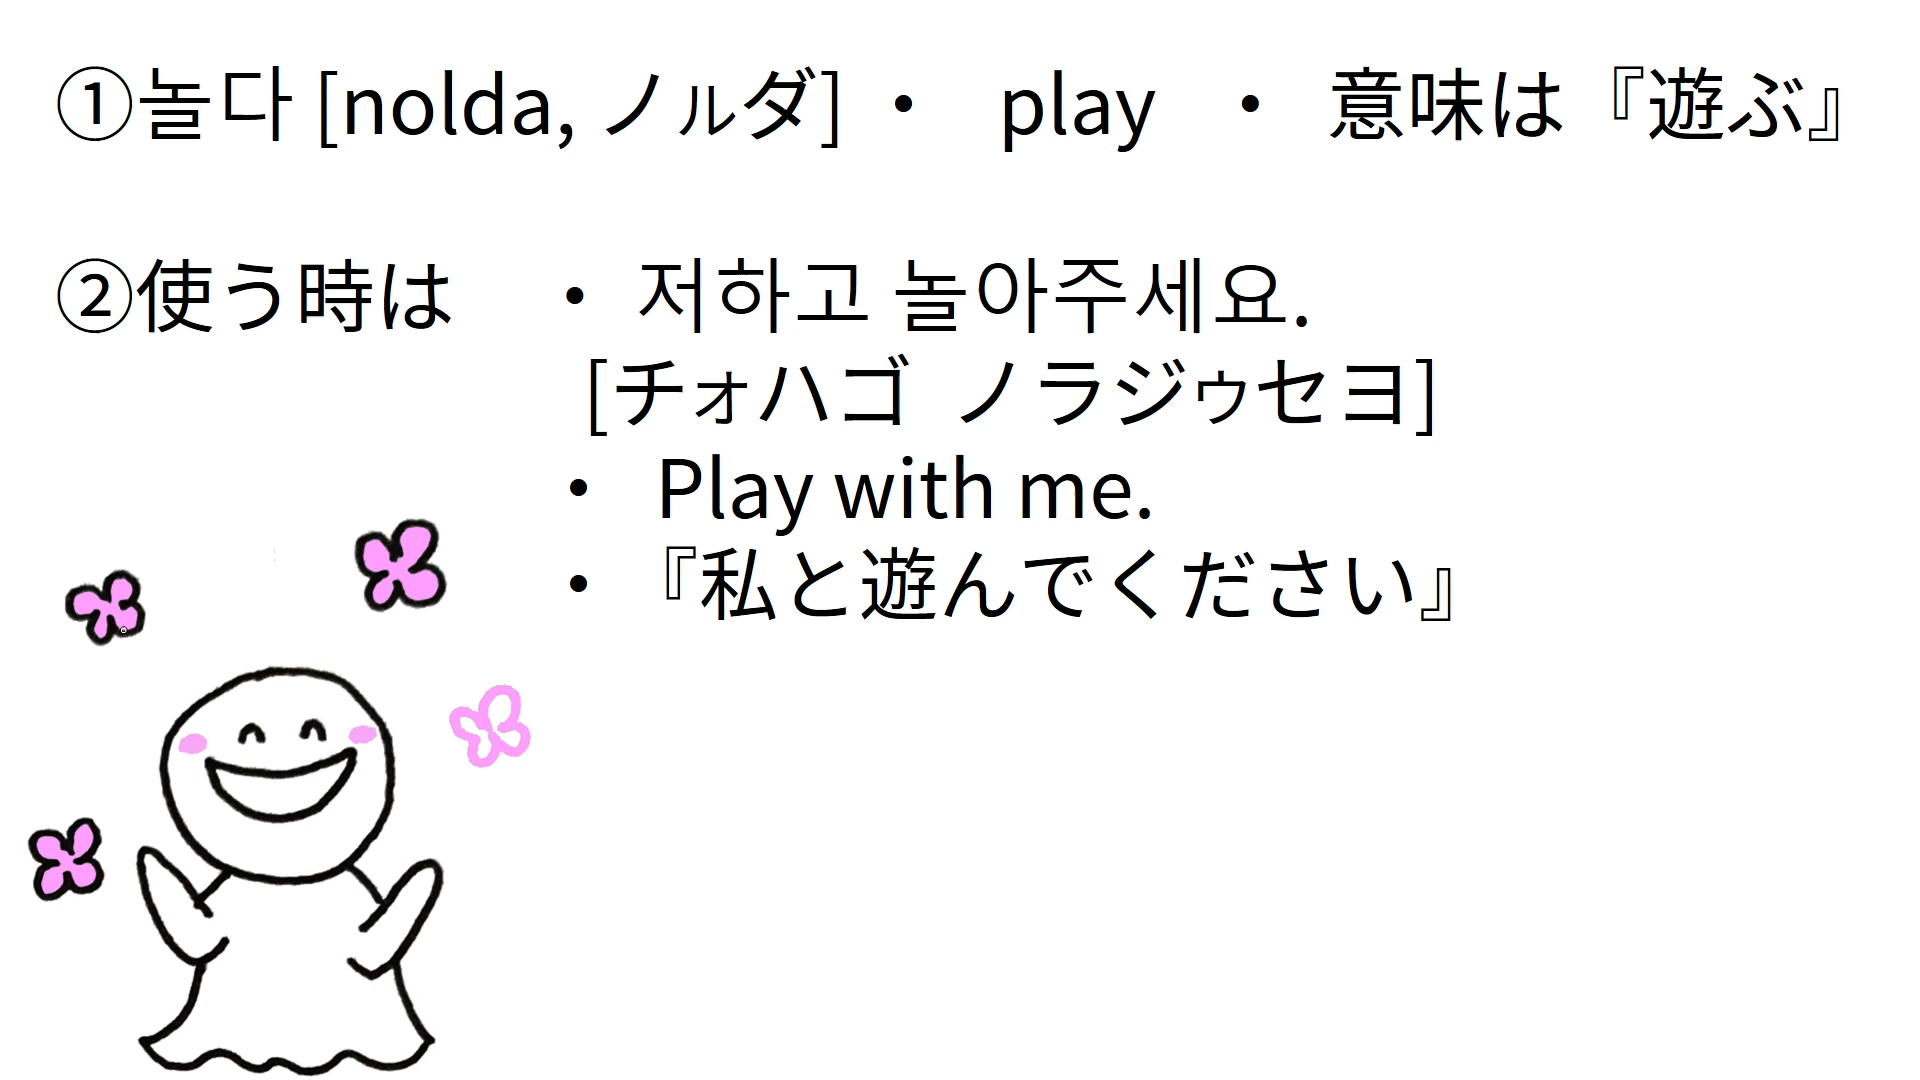 ①놀다 [nolda, ノㇽダ] ・ play ・ 意味は『遊ぶ』
②使う時は ・ 저하고 놀아주세요.
[チォハゴ ノラジゥセヨ]
・ Play with me.
・ 『私と遊んでください』